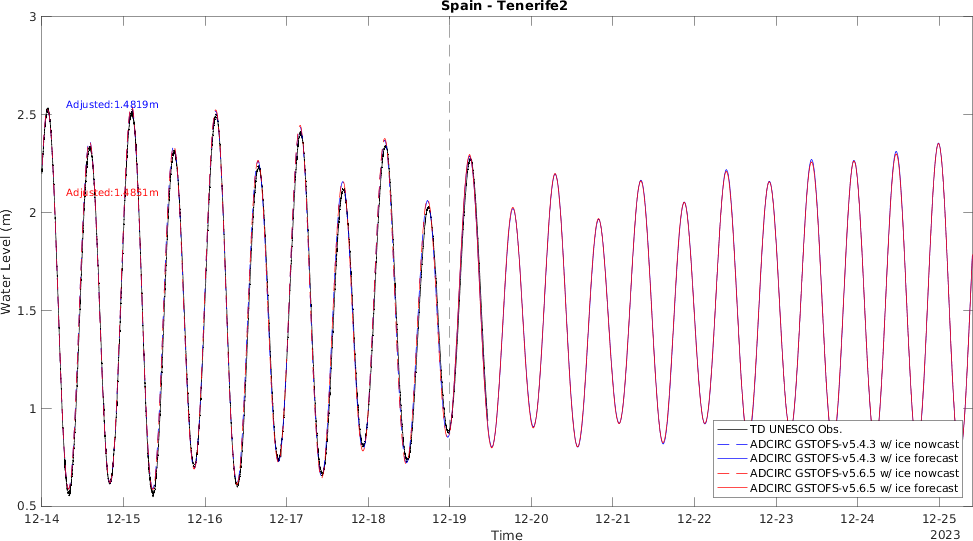 Spain - Tenerife2
3
Adjusted:1.4819m
2.5
Adjusted:1.4851m
2
Water Level (m)
1.5
1
TD UNESCO Obs.
ADCIRC GSTOFS-v5.4.3 w/ ice nowcast
ADCIRC GSTOFS-v5.4.3 w/ ice forecast
ADCIRC GSTOFS-v5.6.5 w/ ice nowcast
ADCIRC GSTOFS-v5.6.5 w/ ice forecast
0.5
12-14 12-15 12-16 12-17 12-18 12-19 12-20 12-21 12-22 12-23 12-24 12-25
Time
2023